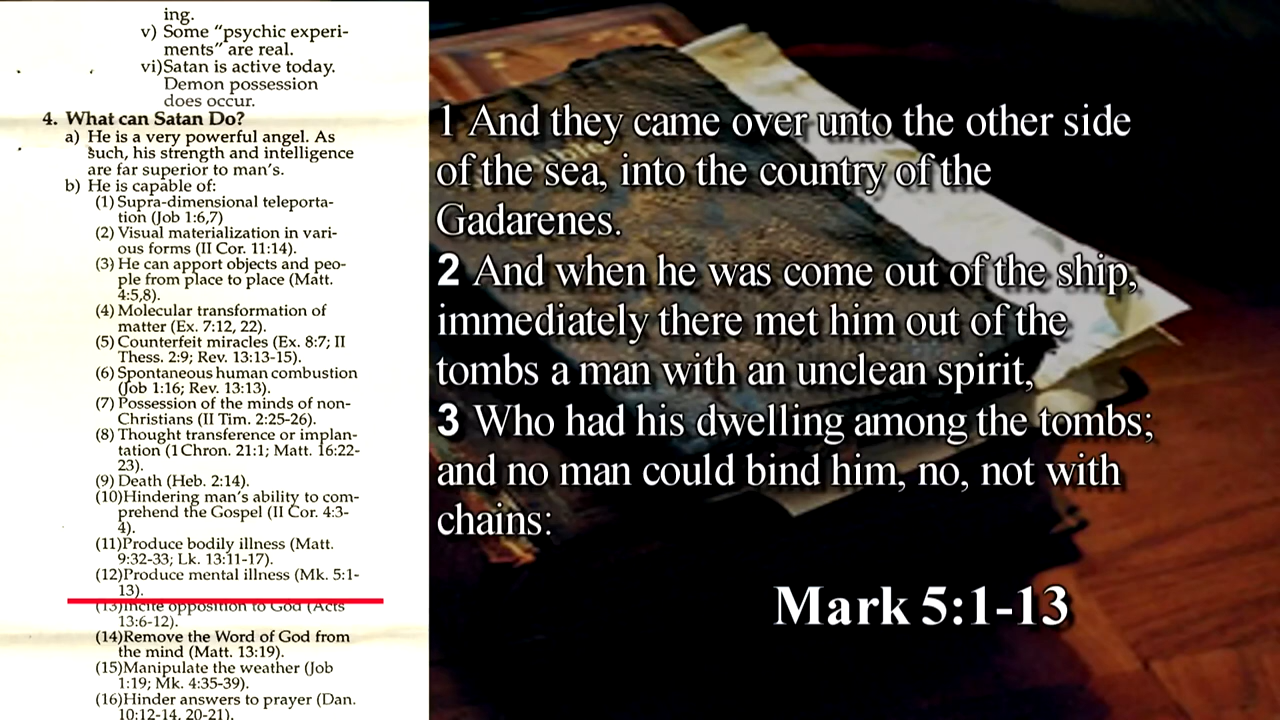 ing.
v) Some “psychic experi-
ments” are real.
vi)Satan is active today.
Demon possession
does occur.
4. What can Satan Do?
a) He is a very powerful angel. As
such, his strength and intelligence
are far superior to man's.
b) He is capable of:
(1) Supra-dimensional teleporta-
tion (Job 1:6,7)
(2) Visual materialization in vari-
ous forms (II Cor. 11:14).
(3) He can apport objects and peo-
ple from place to place (Matt.
4:5,8).
(4) Molecular transformation of
matter (Ex. 7:12, 22).
(5) Counterfeit miracles (Ex. 8:7; II
Thess. 2:9; Rev. 13:13-15).
(6) Spontaneous human combustion
(Job 1:16; Rev. 13:13).
(7) Possession of the minds of non-
Christians (II Tim. 2:25-26).
(8) Thought transference or implan-
tation (1 Chron. 21:1; Matt. 16:22-
23).
(9) Death (Heb. 2:14).
(10)Hindering man's ability to com-
prehend the Gospel (II Cor. 4:3-
4).
(11)Produce bodily illness (Matt.
9:32-33; Lk. 13:11-17).
(12)Produce mental illness (Mk. 5:1-
13).
(13)Incite opposition to God (Acts
13:6-12).
(14)Remove the Word of God from
the mind (Matt. 13:19).
(15)Manipulate the weather (Job
1:19; Mk. 4:35-39).
(16)Hinder answers to prayer (Dan.
10:12-14, 20-21).
1 And they came over unto the other side
of the sea, into the country of the
Gadarenes.
2 And when he was come out of the ship,
immediately there met him out of the
tombs a man with an unclean spirit,
3 Who had his dwelling among the tombs;
and no man could bind him, no, not with
chains:
Mark 5:1-13